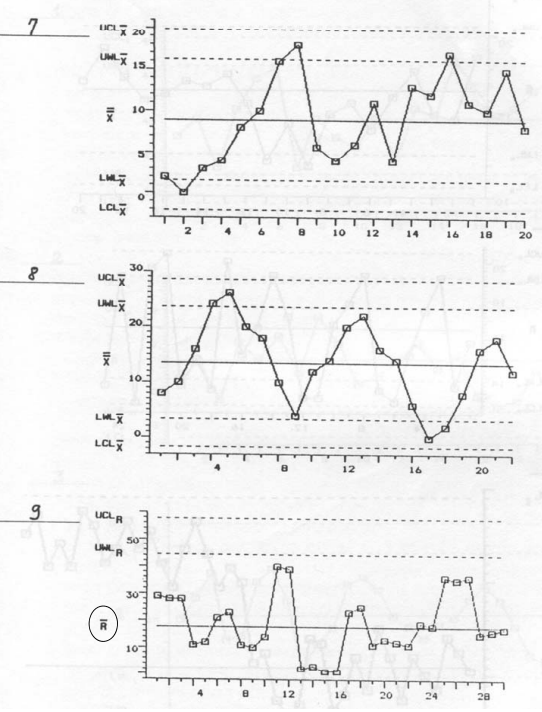 7
UCL X̄ 20
UWL X̄
15
X̿ 10
5
LWL X̄
0
LCL X̄
2 4 6 8 10 12 14 16 18 20
8
30
UCL X̄
UWL X̄
20
X̿
10
LWL X̄
0
LCL X̄
4 8 12 16 20
9
UCL R
50
UWL R
30
R̄
10
4 8 12 16 20 24 28